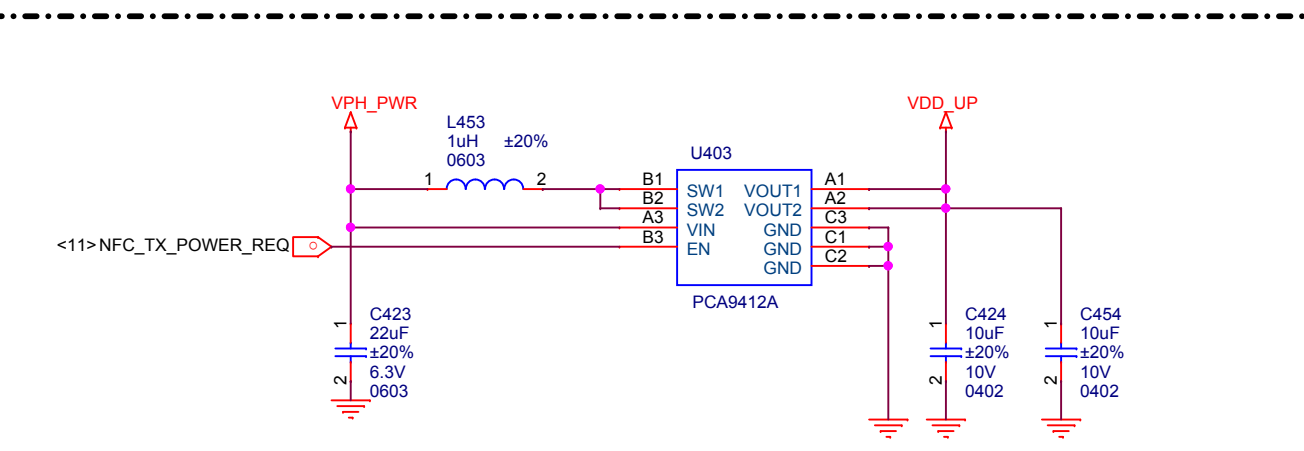 VPH_PWR
VDD_UP
L453
1uH ±20%
0603
U403
1
2
B1
B2
A3
B3
SW1
SW2
VIN
EN
VOUT1
VOUT2
GND
GND
GND
A1
A2
C3
C1
C2
<11>NFC_TX_POWER_REQ
PCA9412A
1
2
C423
22uF
±20%
6.3V
0603
1
2
C424
10uF
±20%
10V
0402
1
2
C454
10uF
±20%
10V
0402